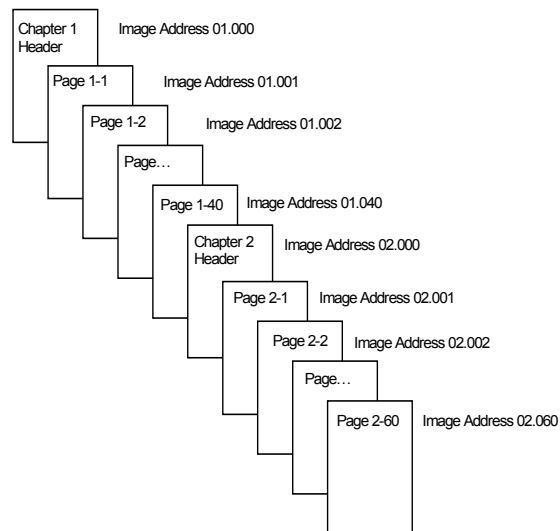 Chapter 1
Header
Image Address 01.000
Page 1-1
Image Address 01.001
Page 1-2
Image Address 01.002
Page…
Page 1-40
Image Address 01.040
Chapter 2
Header
Image Address 02.000
Page 2-1
Image Address 02.001
Page 2-2
Image Address 02.002
Page…
Page 2-60
Image Address 02.060